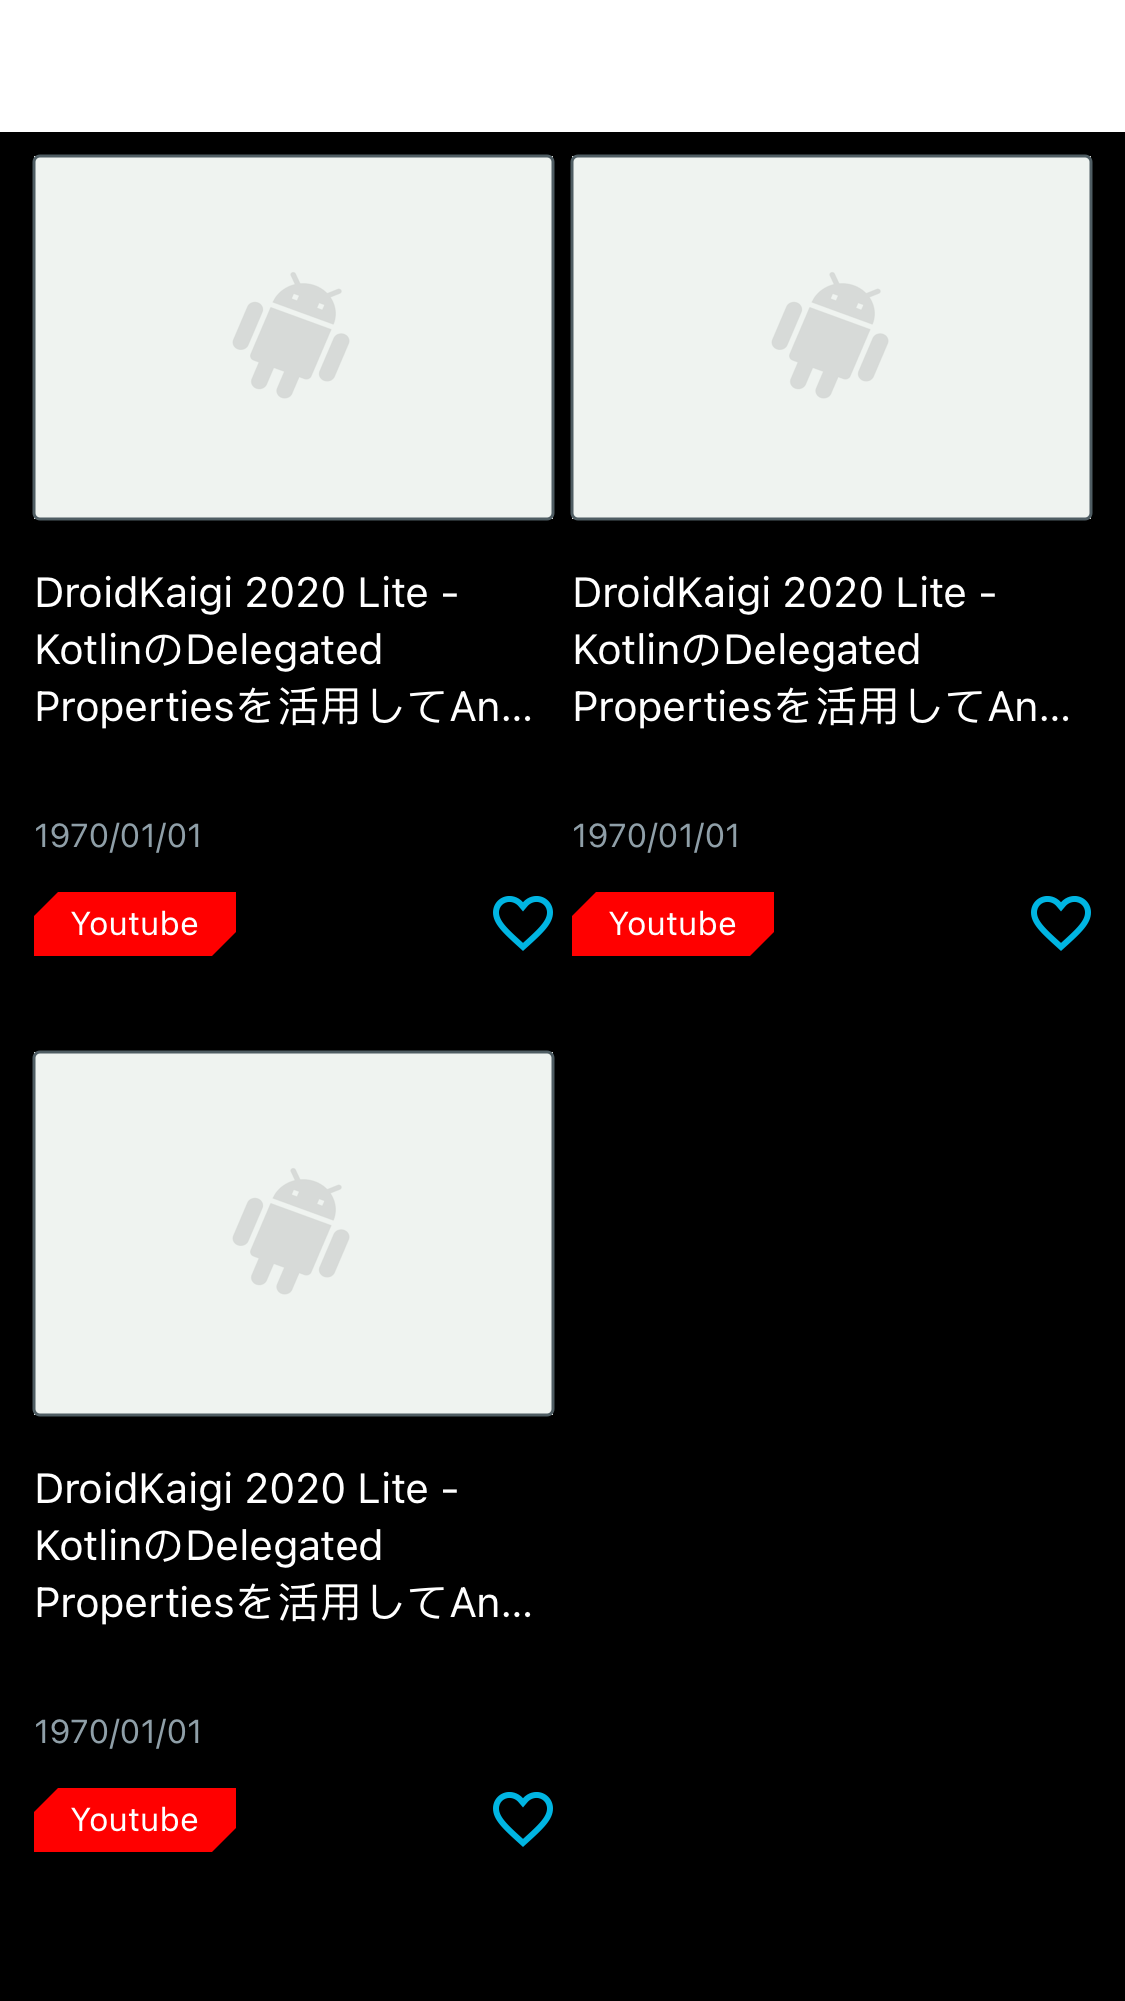 DroidKaigi 2020 Lite -
KotlinのDelegated
Propertiesを活用してAn...
1970/01/01
Youtube
DroidKaigi 2020 Lite -
KotlinのDelegated
Propertiesを活用してAn...
1970/01/01
Youtube
DroidKaigi 2020 Lite -
KotlinのDelegated
Propertiesを活用してAn...
1970/01/01
Youtube